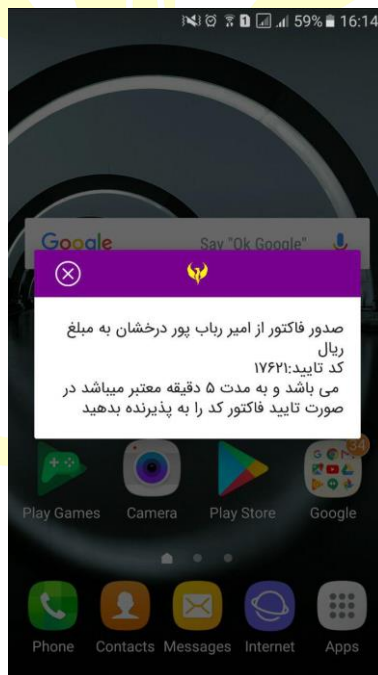 59% 16:14
Google
Say "Ok Google"
صدور فاکتور از امیر رباب پور درخشان به مبلغ
ریال
کد تایید:۱۷۶۲۱
می باشد و به مدت ۵ دقیقه معتبر میباشد در
صورت تایید فاکتور کد را به پذیرنده بدهید
34
Play Games
Camera
Play Store
Google
Phone
Contacts
Messages
Internet
Apps